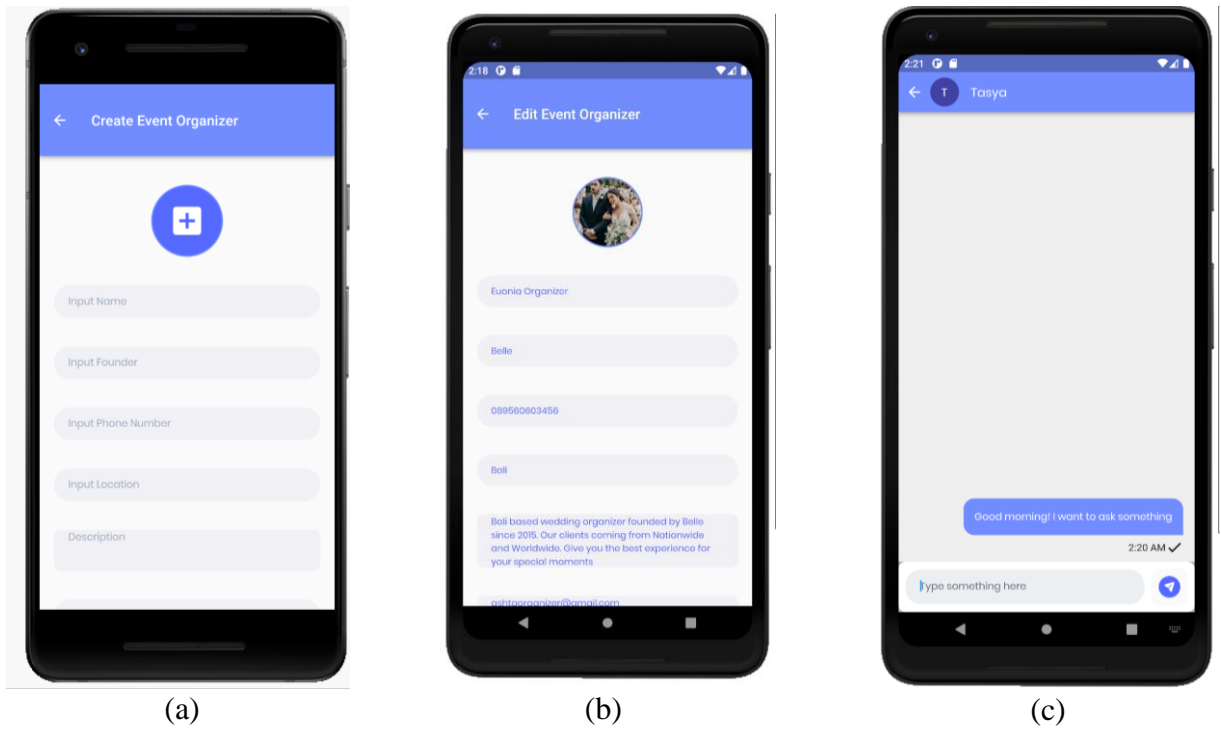 Create Event Organizer
Input Name
Input Founder
Input Phone Number
Input Location
Description
(a)
2:18
Edit Event Organizer
Euonia Organizer
Belle
089560603456
Bali
Bali based wedding organizer founded by Belle
since 2015. Our clients coming from Nationwide
and Worldwide. Give you the best experience for
your special moments
ashtaorganizer@gmail.com
(b)
2:21
T
Tasya
Good morning! I want to ask something
2:20 AM
Type something here
(c)